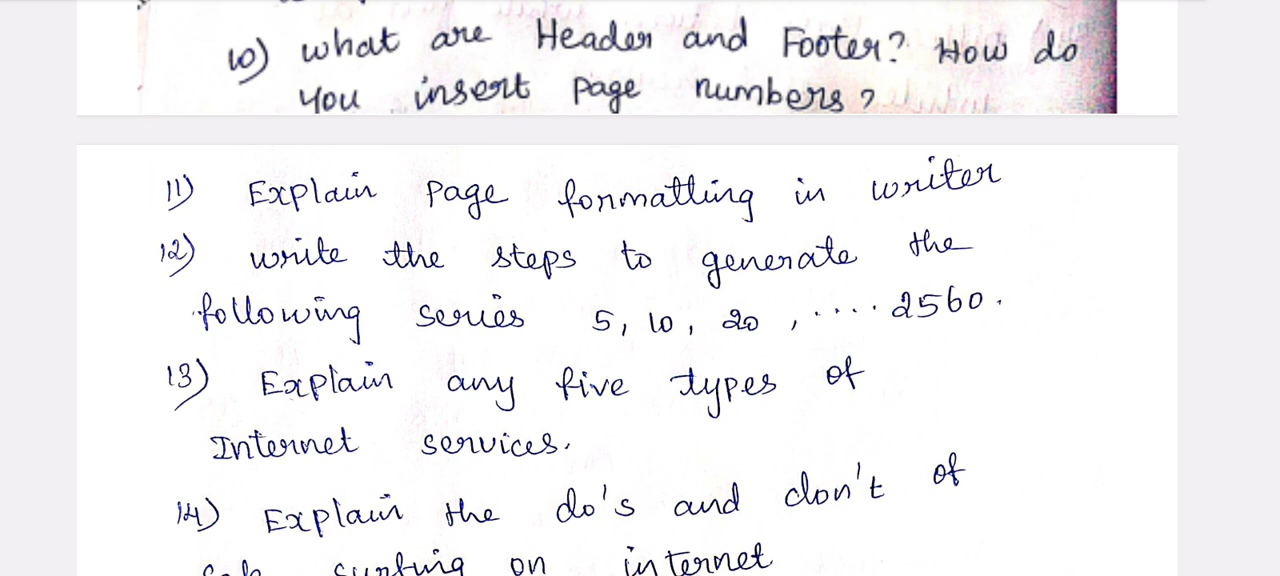 10) what are Header and Footer? How do
you insert page numbers?
11) Explain page formatting in writer
12) write the steps to generate the
following series 5, 10, 20, ..... 2560.
13) Explain any five types of
Internet services.
14) Explain the do's and don't of
surfing on internet